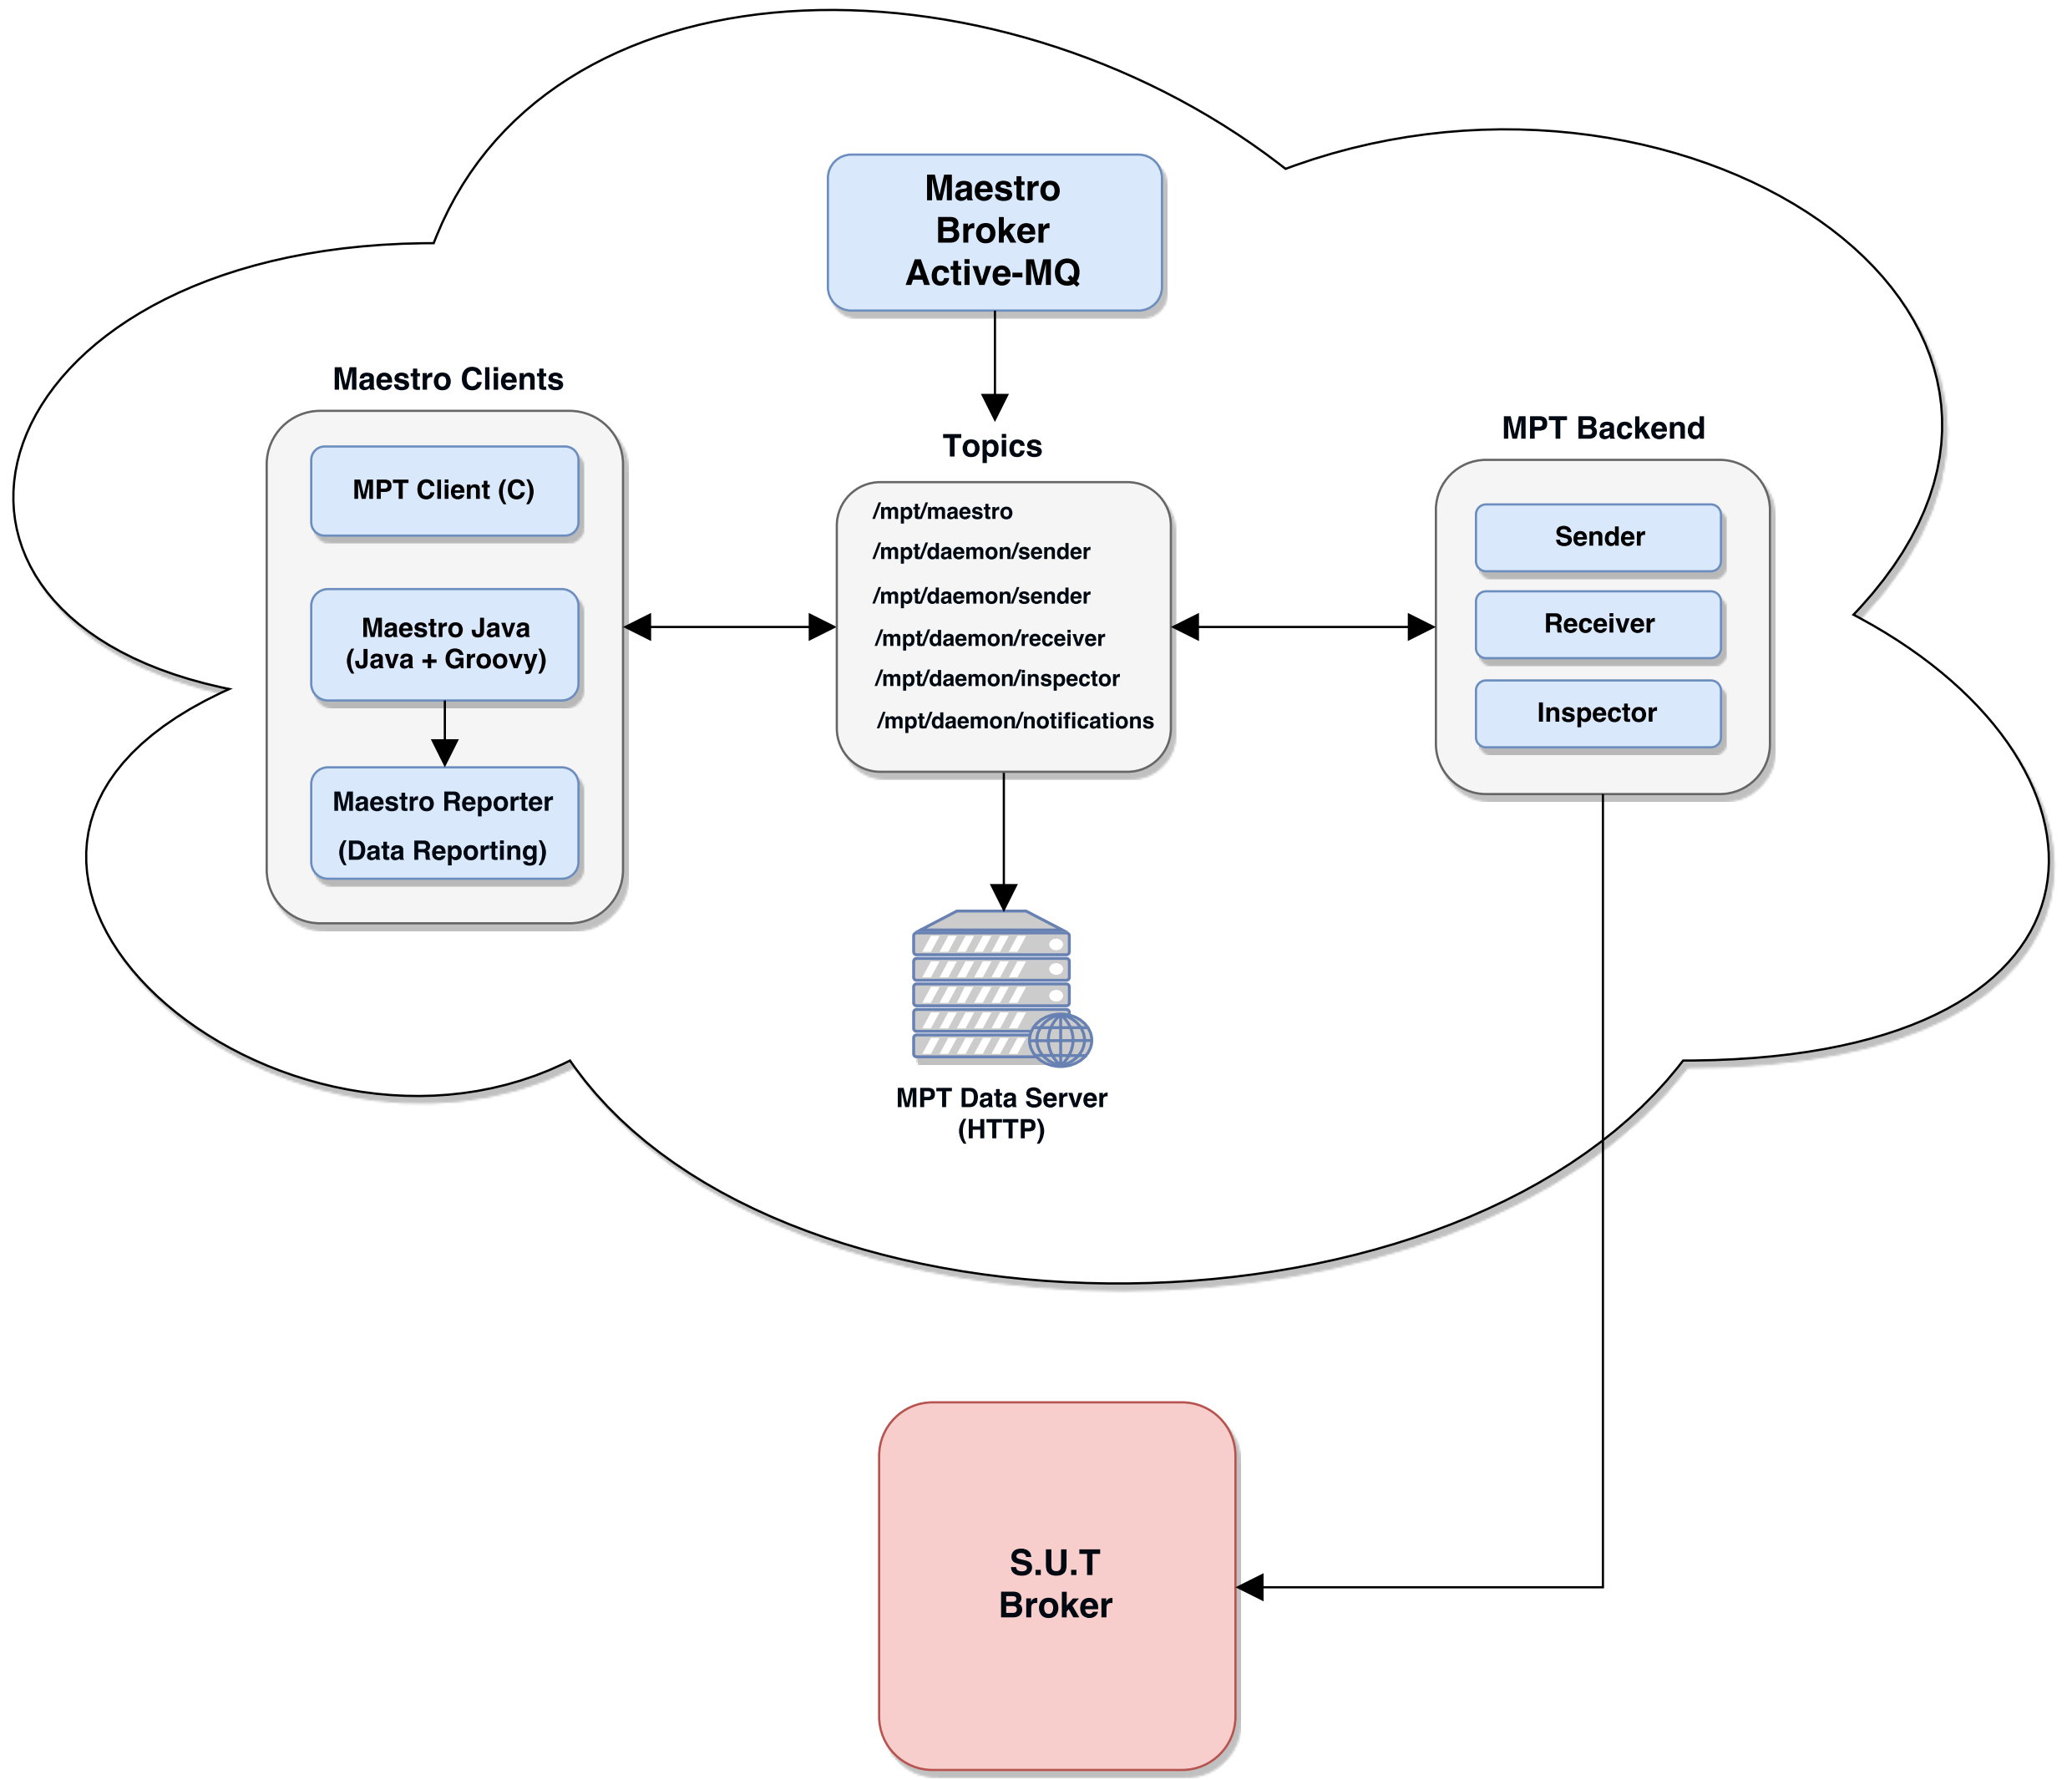 Maestro
Broker
Active-MQ
Maestro Clients
MPT Client (C)
Maestro Java
(Java + Groovy)
Maestro Reporter
(Data Reporting)
Topics
/mpt/maestro
/mpt/daemon/sender
/mpt/daemon/sender
/mpt/daemon/receiver
/mpt/daemon/inspector
/mpt/daemon/notifications
MPT Backend
Sender
Receiver
Inspector
MPT Data Server
(HTTP)
S.U.T
Broker